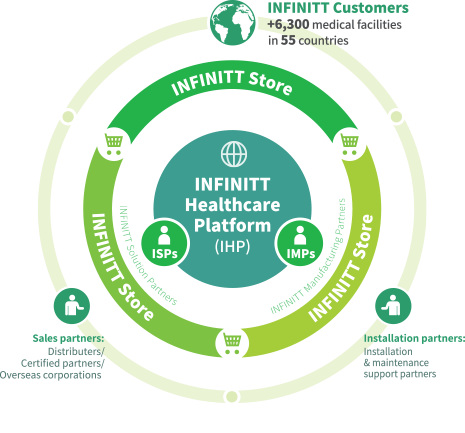 INFINITT Customers
+6,300 medical facilities
in 55 countries
INFINITT Store
INFINITT
Healthcare
Platform
(IHP)
ISPs
IMPs
INFINITT Solution Partners
INFINITT Manufacturing Partners
INFINITT Store
INFINITT Store
Sales partners:
Distributers/
Certified partners/
Overseas corporations
Installation partners:
Installation
& maintenance
support partners